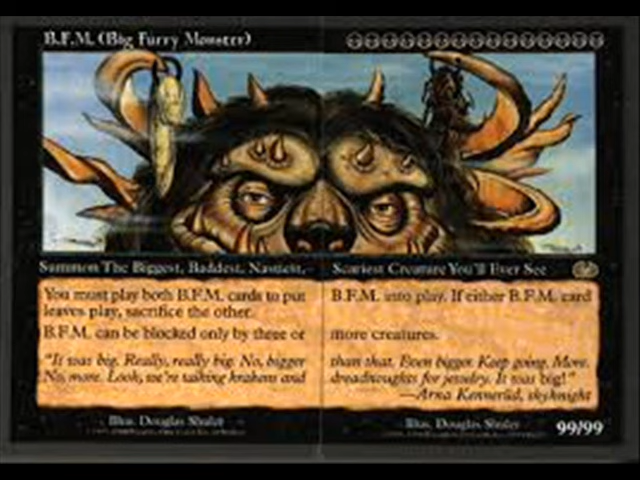 B.F.M. (Big Furry Monster)
Summon The Biggest, Baddest, Nastiest, Scariest Creature You'll Ever See
You must play both B.F.M. cards to put B.F.M. into play. If either B.F.M. card
leaves play, sacrifice the other.
B.F.M. can be blocked only by three or more creatures.
"It was big. Really, really big. No, bigger than that. Even bigger. Keep going. More.
No, more. Look, we're talking krakens and dreadnoughts for jewelry. It was big!"
—Arna Kennerüd, skyknight
Illus. Douglas Shuler Illus. Douglas Shuler
99/99